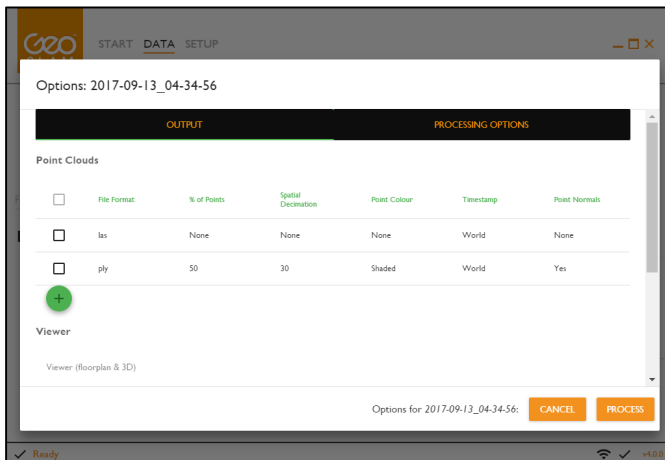 Geo
SLAM
START DATA SETUP
Options: 2017-09-13_04-34-56
OUTPUT PROCESSING OPTIONS
Point Clouds
File Format % of Points Spatial Decimation Point Colour Timestamp Point Normals
las None None None World None
ply 50 30 Shaded World Yes
+
Viewer
Viewer (floorplan & 3D)
Options for 2017-09-13_04-34-56: CANCEL PROCESS
Ready v4.0.0